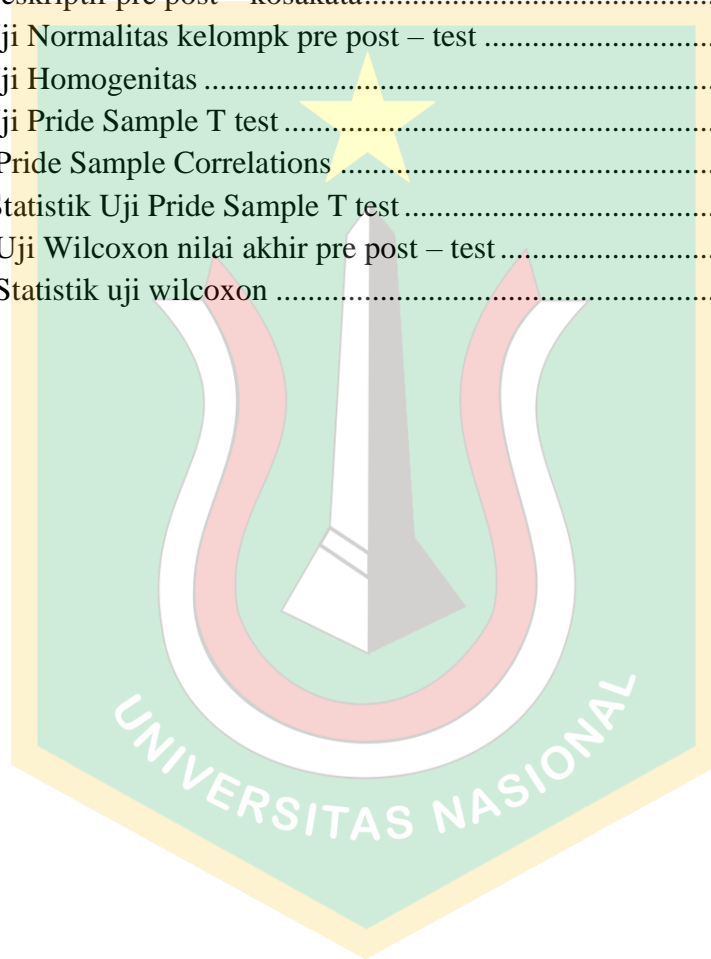 eskriptif pre post – kosakata..............................................................
ji Normalitas kelompk pre post – test ......................................
ji Homogenitas ...................................................................................
ji Pride Sample T test .....................................................................
Pride Sample Correlations ............................................................
Statistik Uji Pride Sample T test ..................................................
Uji Wilcoxon nilai akhir pre post – test .....................................
Statistik uji wilcoxon ........................................................................
UNIVERSITAS NASIONAL